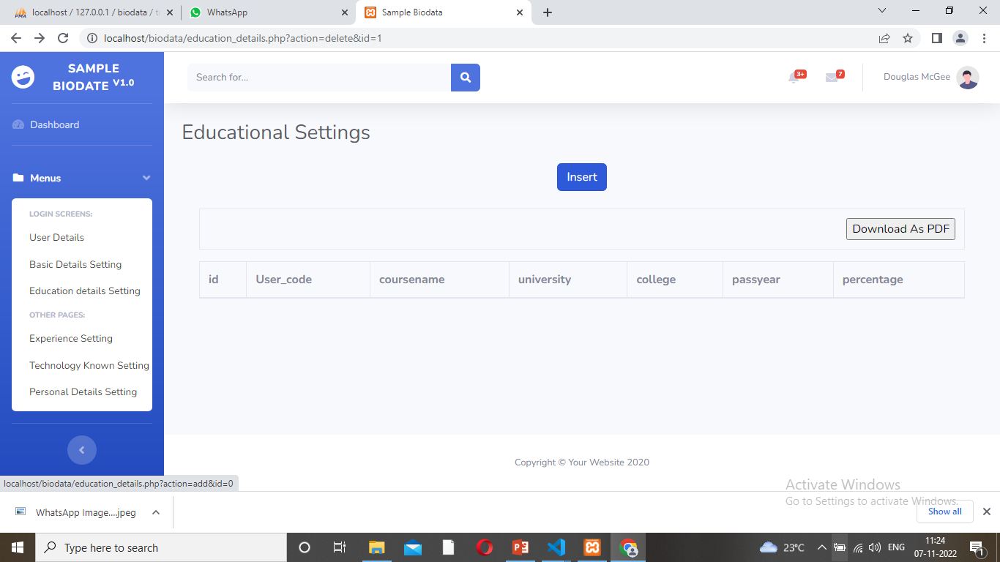 localhost / 127.0.0.1 / biodata / t
WhatsApp
Sample Biodata
localhost/biodata/education_details.php?action=delete&id=1
SAMPLE
BIODATE V1.0
Search for...
3+
7
Douglas McGee
Dashboard
Educational Settings
Menus
Insert
LOGIN SCREENS:
User Details
Basic Details Setting
Education details Setting
OTHER PAGES:
Experience Setting
Technology Known Setting
Personal Details Setting
Download As PDF
id User_code coursename university college passyear percentage
Copyright © Your Website 2020
localhost/biodata/education_details.php?action=add&id=0
Activate Windows
Go to Settings to activate Windows.
WhatsApp Image....jpeg
Show all
Type here to search
23°C
ENG
11:24
07-11-2022
1